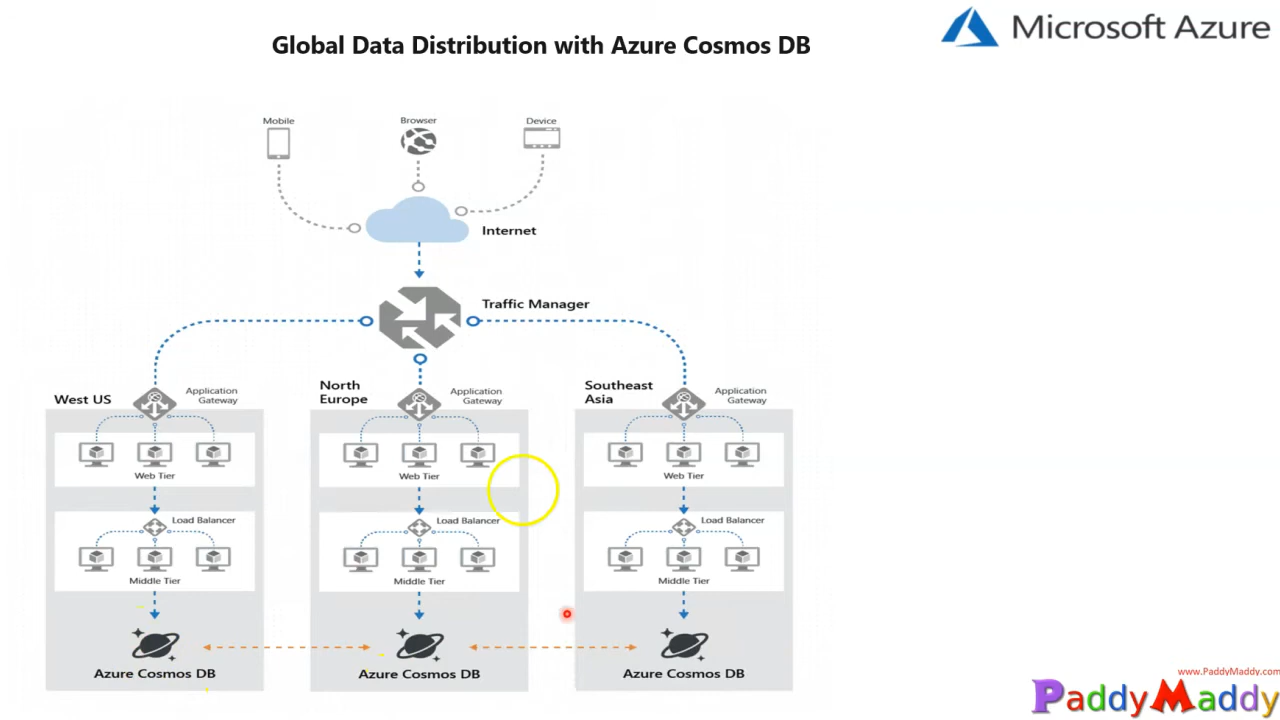 Global Data Distribution with Azure Cosmos DB
Microsoft Azure
Mobile
Browser
Device
Internet
Traffic Manager
West US
Application
Gateway
Web Tier
Load Balancer
Middle Tier
Azure Cosmos DB
North
Europe
Application
Gateway
Web Tier
Load Balancer
Middle Tier
Azure Cosmos DB
Southeast
Asia
Application
Gateway
Web Tier
Load Balancer
Middle Tier
Azure Cosmos DB
www.PaddyMaddy.com
PaddyMaddy